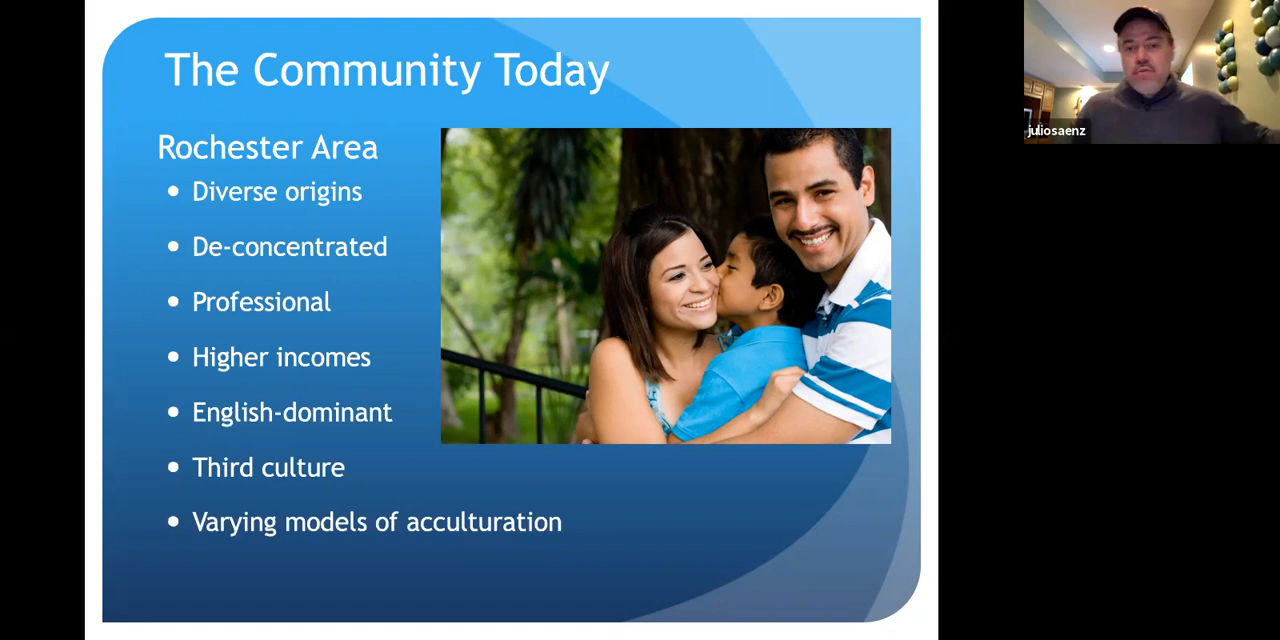 The Community Today
Rochester Area
• Diverse origins
• De-concentrated
• Professional
• Higher incomes
• English-dominant
• Third culture
• Varying models of acculturation
juliosaenz